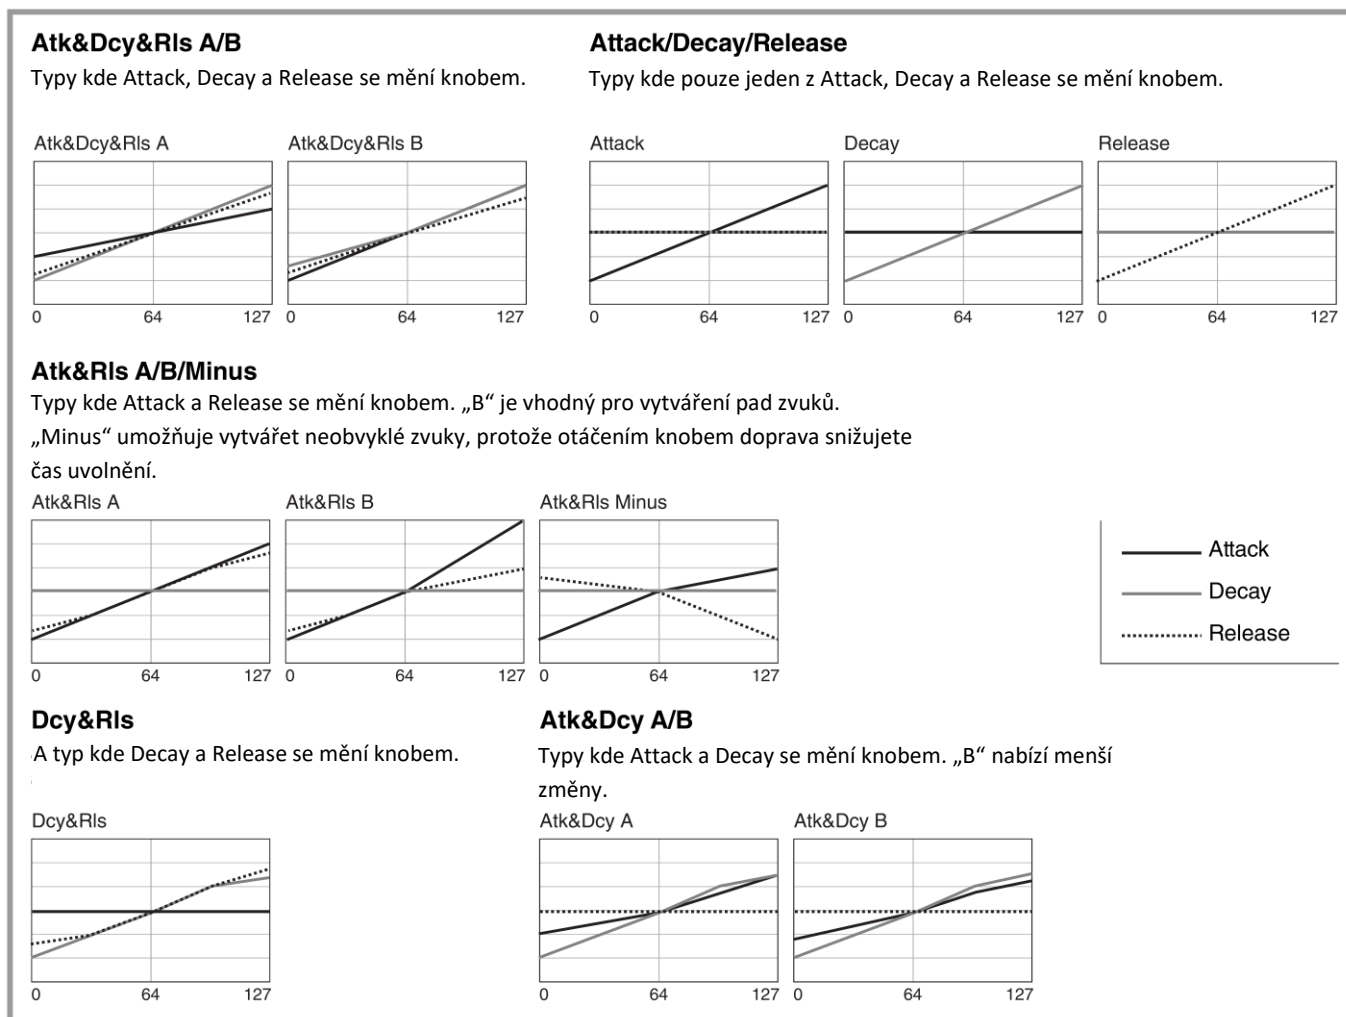 Atk&Dcy&Rls A/B
Typy kde Attack, Decay a Release se mění knobem.
Attack/Decay/Release
Typy kde pouze jeden z Attack, Decay a Release se mění knobem.
Atk&Dcy&Rls A
Atk&Dcy&Rls B
Attack
Decay
Release
0 64 127
0 64 127
0 64 127
0 64 127
0 64 127
Atk&Rls A/B/Minus
Typy kde Attack a Release se mění knobem. „B“ je vhodný pro vytváření pad zvuků.
„Minus“ umožňuje vytvářet neobvyklé zvuky, protože otáčením knobem doprava snižujete
čas uvolnění.
Atk&Rls A
Atk&Rls B
Atk&Rls Minus
0 64 127
0 64 127
0 64 127
Attack
Decay
Release
Dcy&Rls
A typ kde Decay a Release se mění knobem.
Atk&Dcy A/B
Typy kde Attack a Decay se mění knobem. „B“ nabízí menší
změny.
Dcy&Rls
Atk&Dcy A
Atk&Dcy B
0 64 127
0 64 127
0 64 127